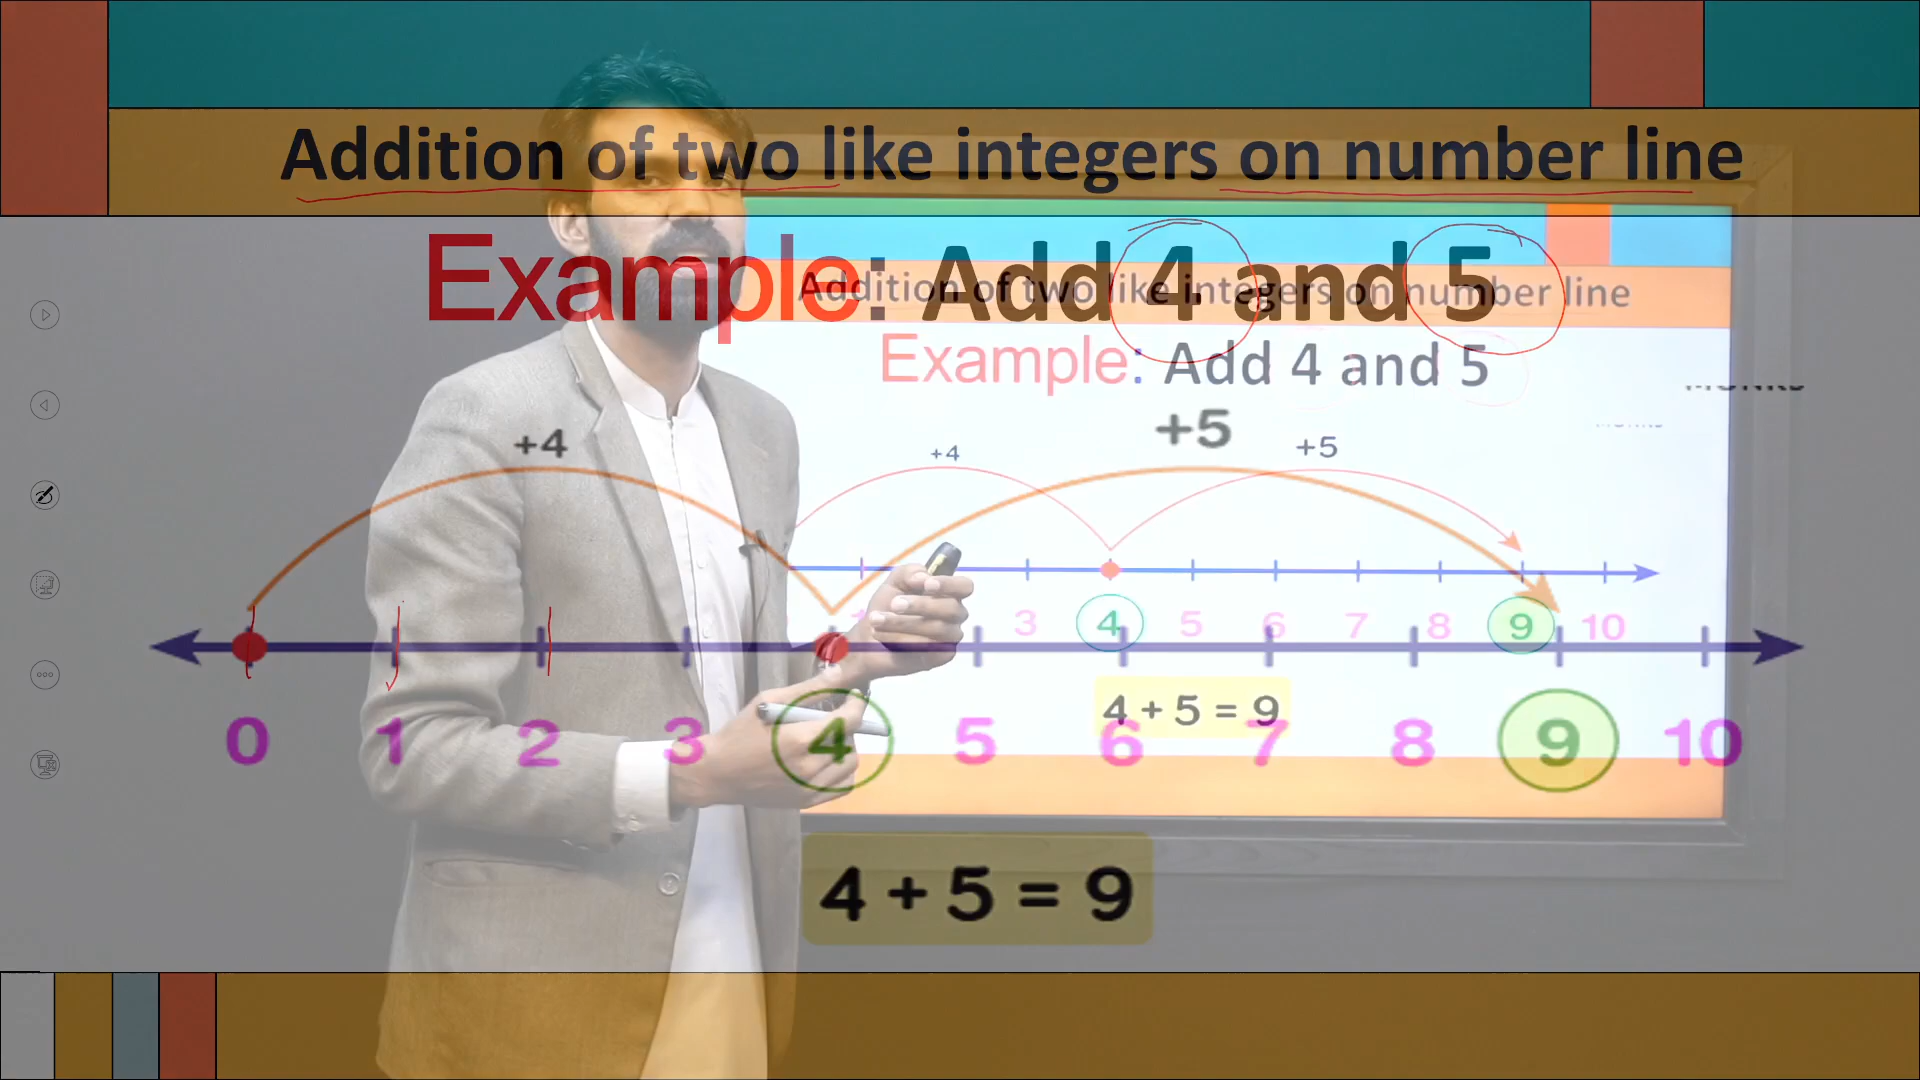 Addition of two like integers on number line
Example: Add 4 and 5
Addition of two like integers on number line
Example: Add 4 and 5
+4
+5
+4
+5
3 4 5 6 7 8 9 10
0 1 2 3 4 5 6 7 8 9 10
4 + 5 = 9
4 + 5 = 9